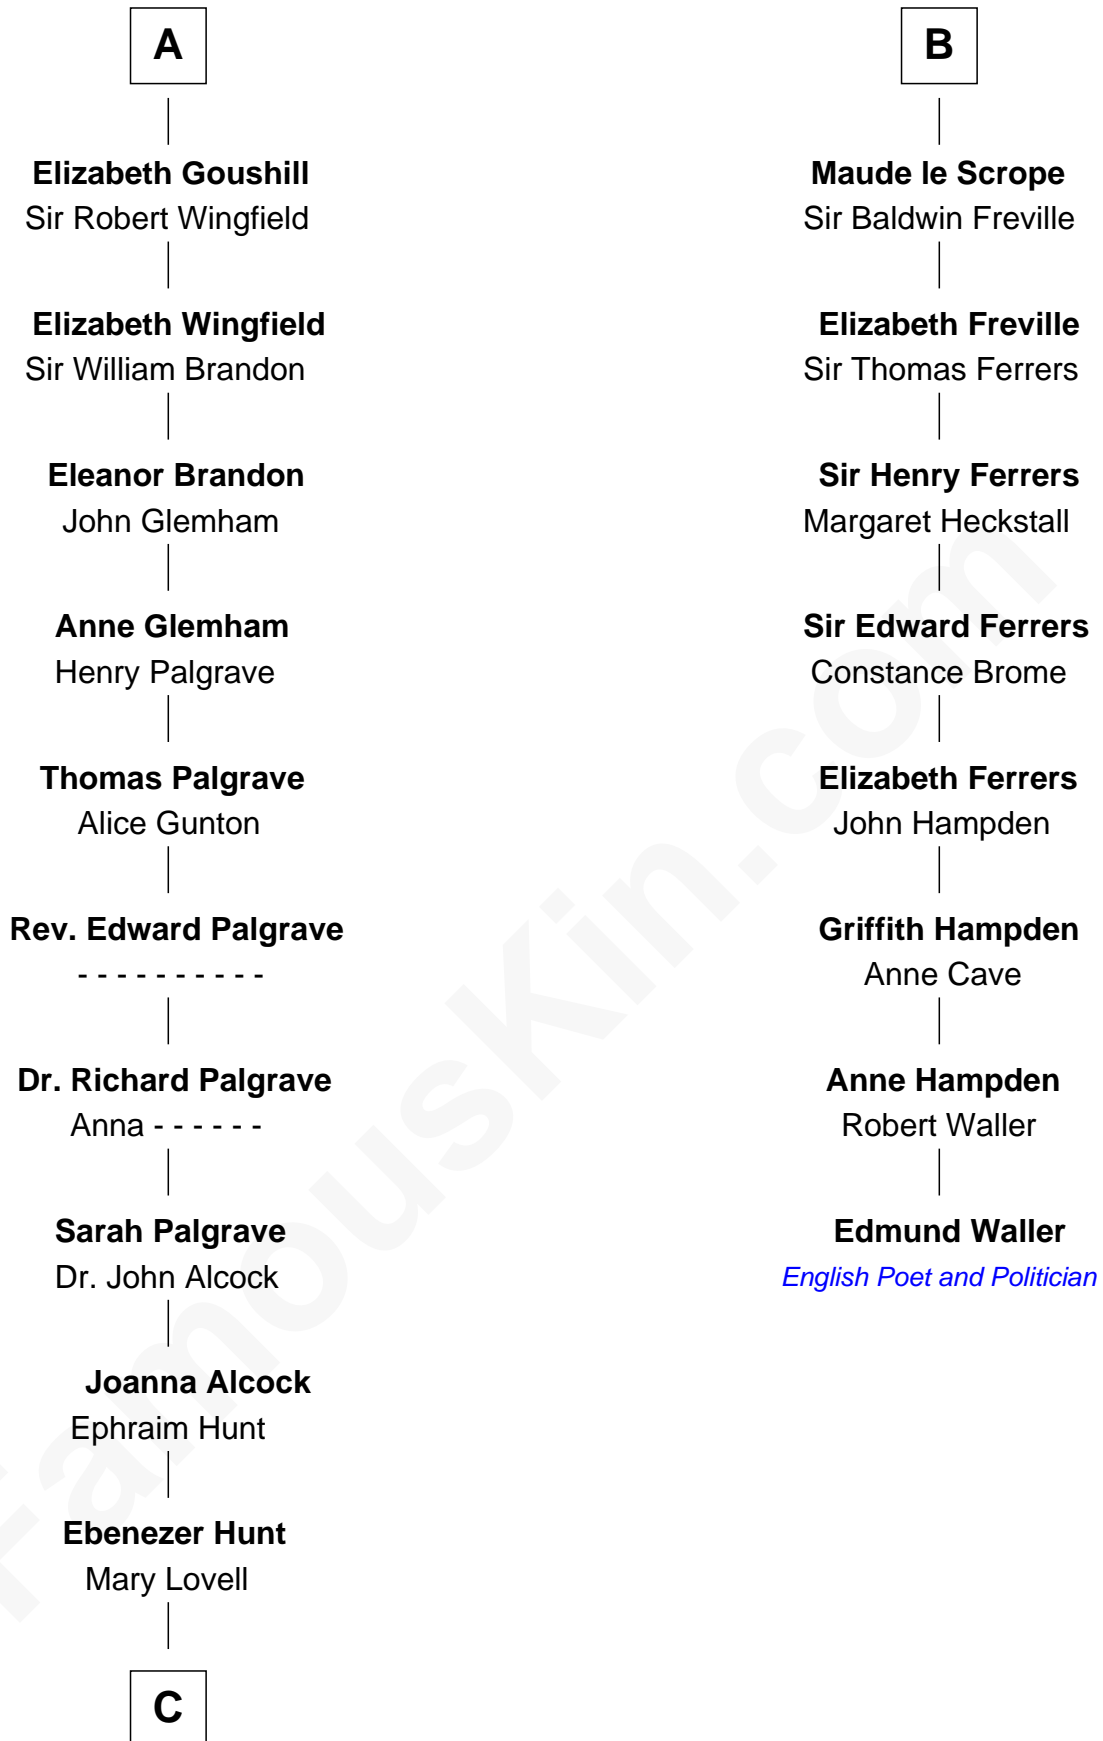 A
Elizabeth Goushill
Sir Robert Wingfield
Elizabeth Wingfield
Sir William Brandon
Eleanor Brandon
John Glemham
Anne Glemham
Henry Palgrave
Thomas Palgrave
Alice Gunton
Rev. Edward Palgrave
- - - - - - - - - -
Dr. Richard Palgrave
Anna - - - - - -
Sarah Palgrave
Dr. John Alcock
Joanna Alcock
Ephraim Hunt
Ebenezer Hunt
Mary Lovell
C
B
Maude le Scrope
Sir Baldwin Freville
Elizabeth Freville
Sir Thomas Ferrers
Sir Henry Ferrers
Margaret Heckstall
Sir Edward Ferrers
Constance Brome
Elizabeth Ferrers
John Hampden
Griffith Hampden
Anne Cave
Anne Hampden
Robert Waller
Edmund Waller
English Poet and Politician
FamousKin.com